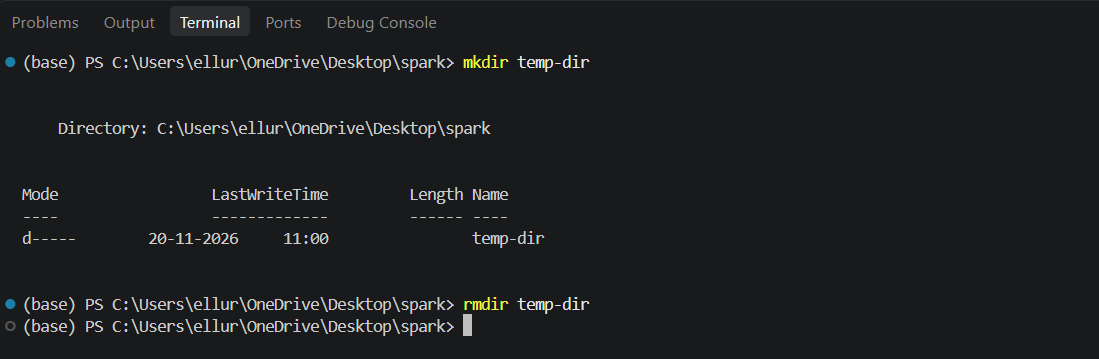 Problems Output Terminal Ports Debug Console
(base) PS C:\Users\ellur\OneDrive\Desktop\spark> mkdir temp-dir
Directory: C:\Users\ellur\OneDrive\Desktop\spark
Mode LastWriteTime Length Name
---- ------------- ------ ----
d----- 20-11-2026 11:00 temp-dir
(base) PS C:\Users\ellur\OneDrive\Desktop\spark> rmdir temp-dir
(base) PS C:\Users\ellur\OneDrive\Desktop\spark>